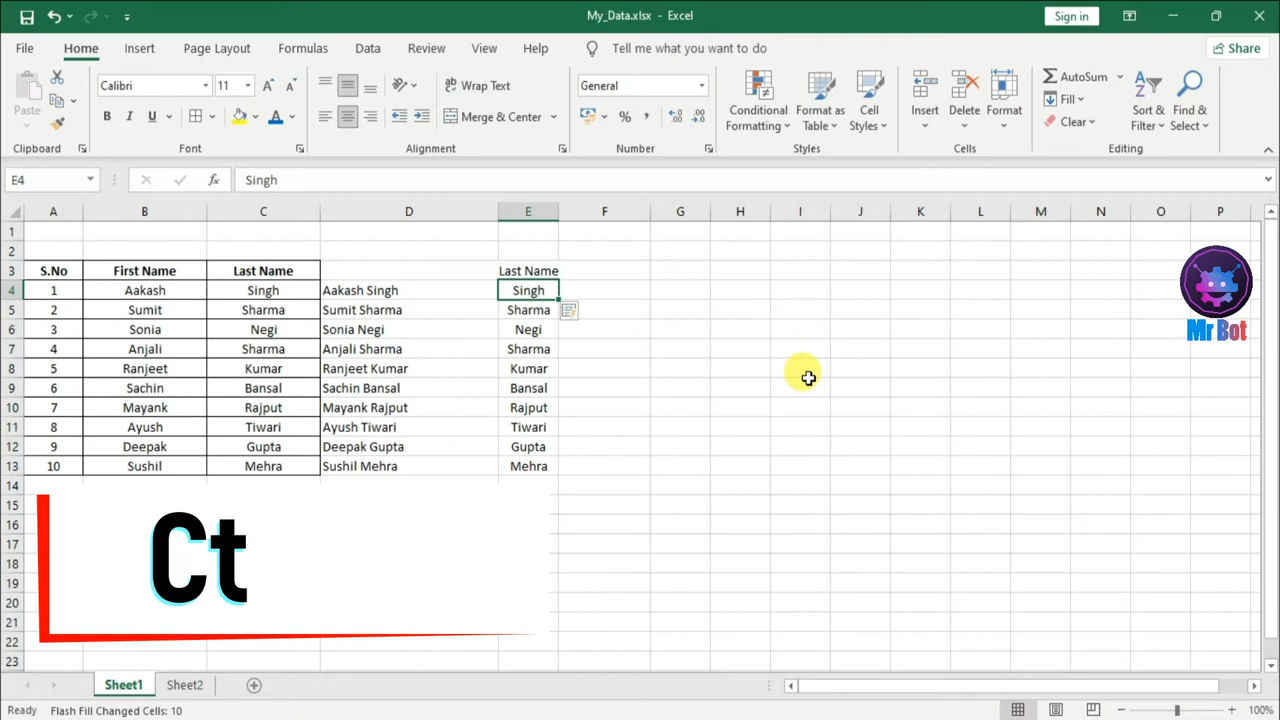 My_Data.xlsx - Excel
Sign in
File Home Insert Page Layout Formulas Data Review View Help Tell me what you want to do Share
Paste
Calibri 11
B I U
A A A
Wrap Text
Merge & Center
General
% ,
Conditional Formatting
Format as Table
Cell Styles
Insert
Delete
Format
AutoSum
Fill
Clear
Sort & Filter
Find & Select
Clipboard Font Alignment Number Styles Cells Editing
E4 fx Singh
A B C D E F G H I J K L M N O P
1
2
3 S.No First Name Last Name Last Name
4 1 Aakash Singh Aakash Singh Singh
5 2 Sumit Sharma Sumit Sharma Sharma
6 3 Sonia Negi Sonia Negi Negi
7 4 Anjali Sharma Anjali Sharma Sharma
8 5 Ranjeet Kumar Ranjeet Kumar Kumar
9 6 Sachin Bansal Sachin Bansal Bansal
10 7 Mayank Rajput Mayank Rajput Rajput
11 8 Ayush Tiwari Ayush Tiwari Tiwari
12 9 Deepak Gupta Deepak Gupta Gupta
13 10 Sushil Mehra Sushil Mehra Mehra
14
15
16
17
18
19
20
21
22
23
Mr Bot
Ct
Sheet1 Sheet2
Ready Flash Fill Changed Cells: 10 100%